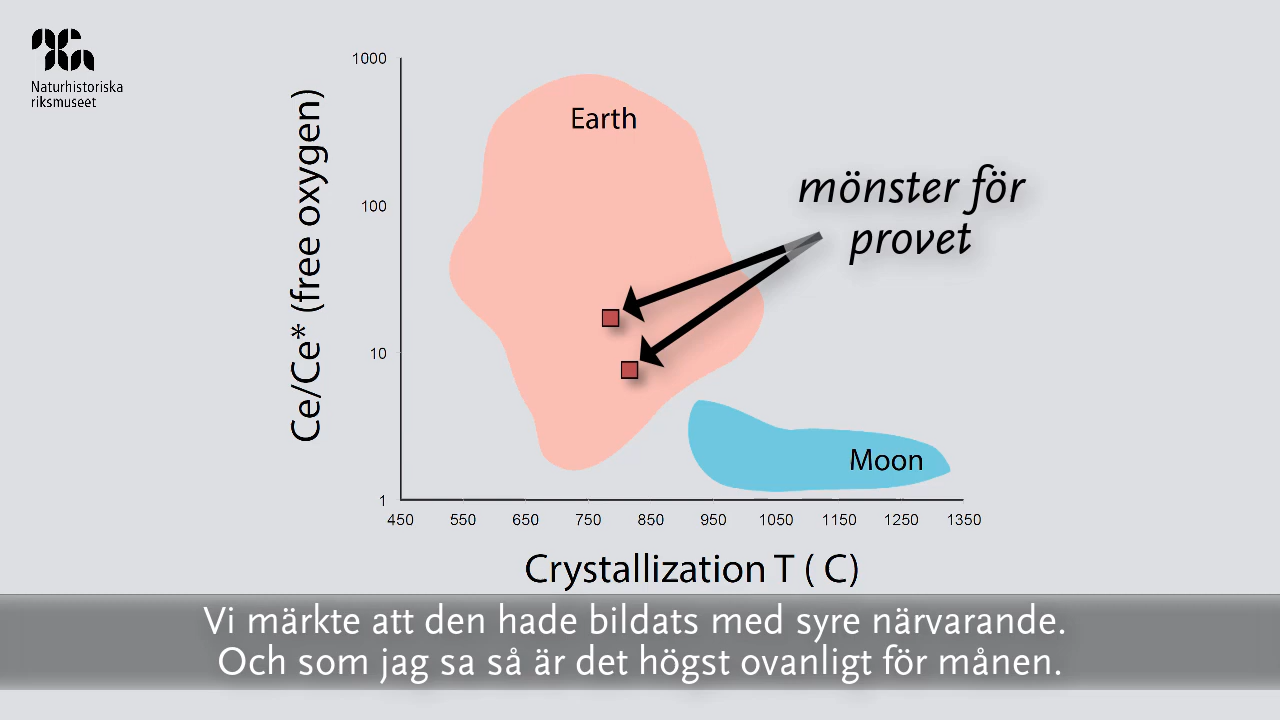 Naturhistoriska
riksmuseet
1000
100
10
1
Ce/Ce* (free oxygen)
Earth
mönster för
provet
Moon
450 550 650 750 850 950 1050 1150 1250 1350
Crystallization T ( C)
Vi märkte att den hade bildats med syre närvarande.
Och som jag sa så är det högst ovanligt för månen.